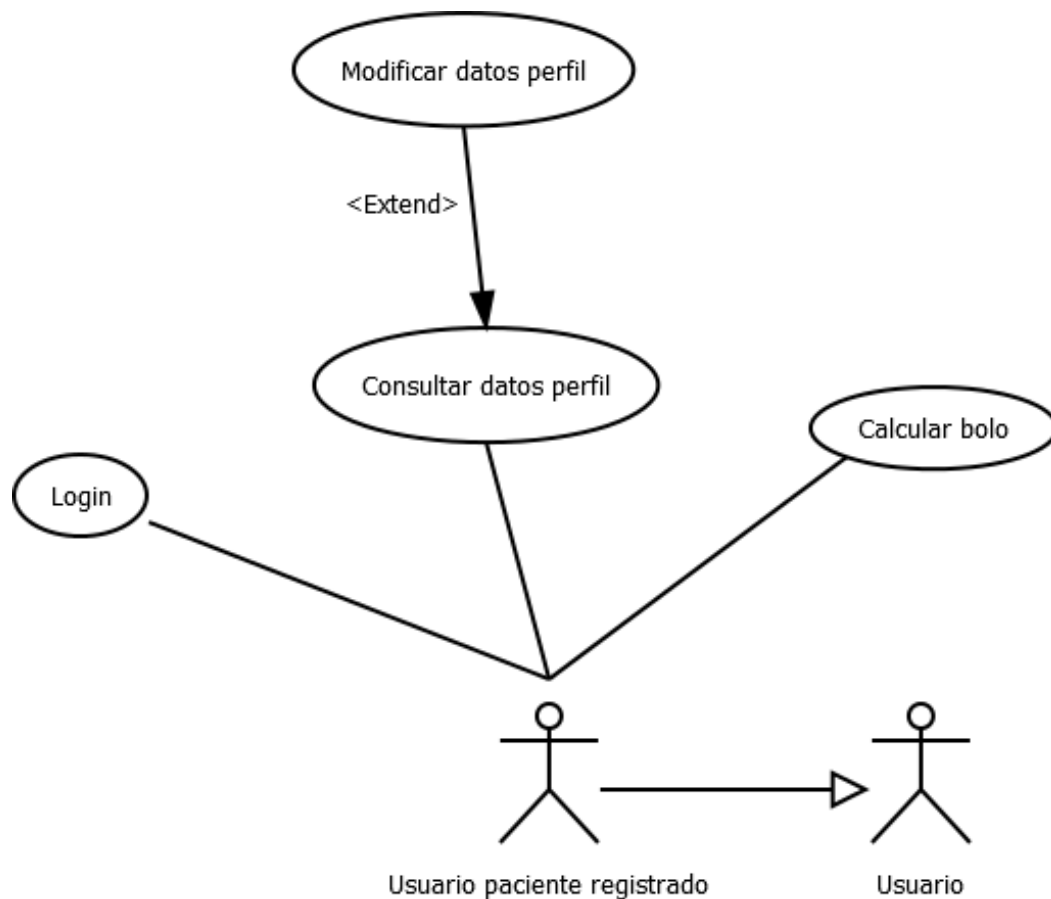 Modificar datos perfil
<Extend>
Consultar datos perfil
Calcular bolo
Login
Usuario paciente registrado
Usuario